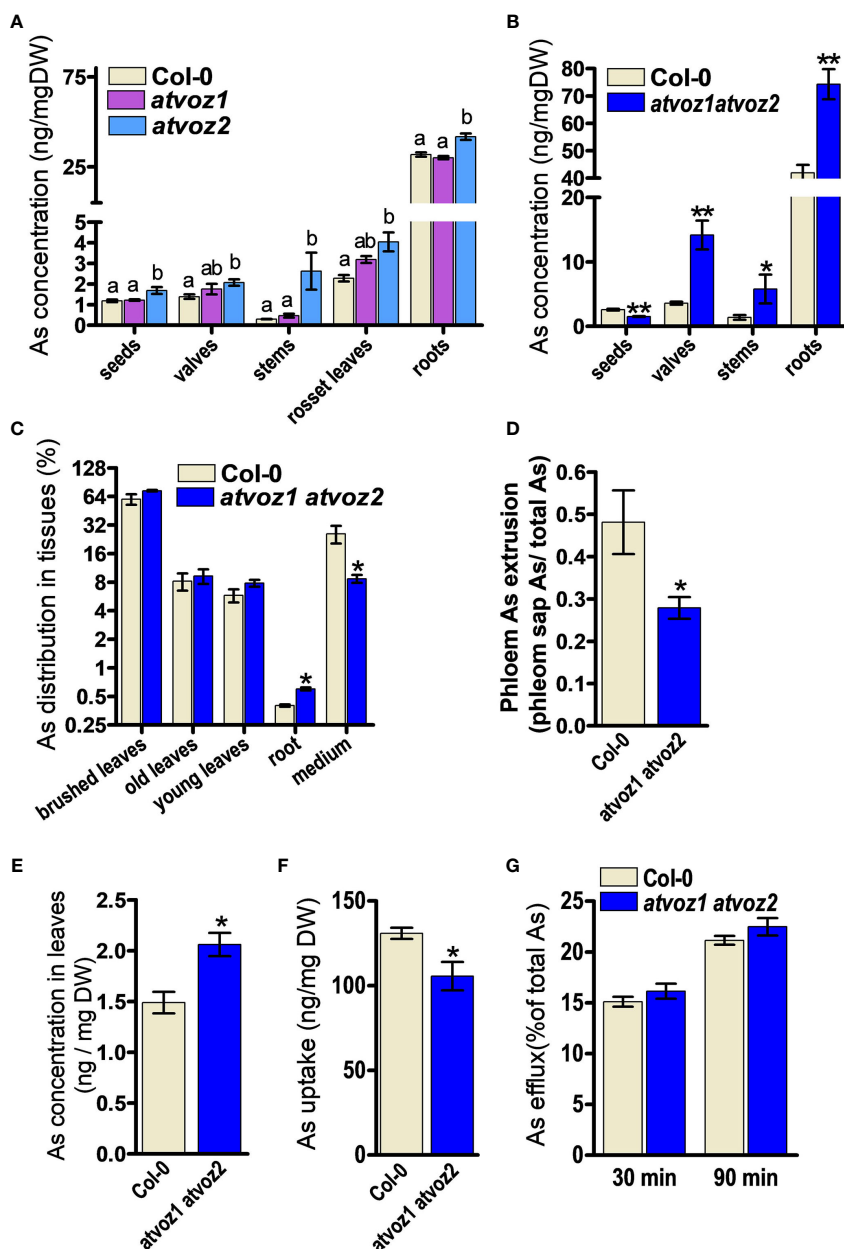 A
As concentration (ng/mgDW)
75
25
5
4
3
2
1
0
Col-0
atvoz1
atvoz2
a a b
a ab b
a a b
a ab b
a a b
seeds
valves
stems
rosset leaves
roots
B
As concentration (ng/mgDW)
80
70
60
50
40
20
10
0
Col-0
atvoz1atvoz2
**
**
*
**
seeds
valves
stems
roots
C
As distribution in tissues (%)
128
64
32
16
8
4
2
1
0.5
0.25
Col-0
atvoz1 atvoz2
*
*
brushed leaves
old leaves
young leaves
root
medium
D
Phloem As extrusion
(phleom sap As/ total As)
0.6
0.5
0.4
0.3
0.2
0.1
0.0
*
Col-0
atvoz1 atvoz2
E
As concentration in leaves
(ng / mg DW)
2.5
2.0
1.5
1.0
0.5
0.0
*
Col-0
atvoz1 atvoz2
F
As uptake (ng/mg DW)
150
100
50
0
*
Col-0
atvoz1 atvoz2
G
As efflux(%of total As)
25
20
15
10
5
0
Col-0
atvoz1 atvoz2
30 min
90 min